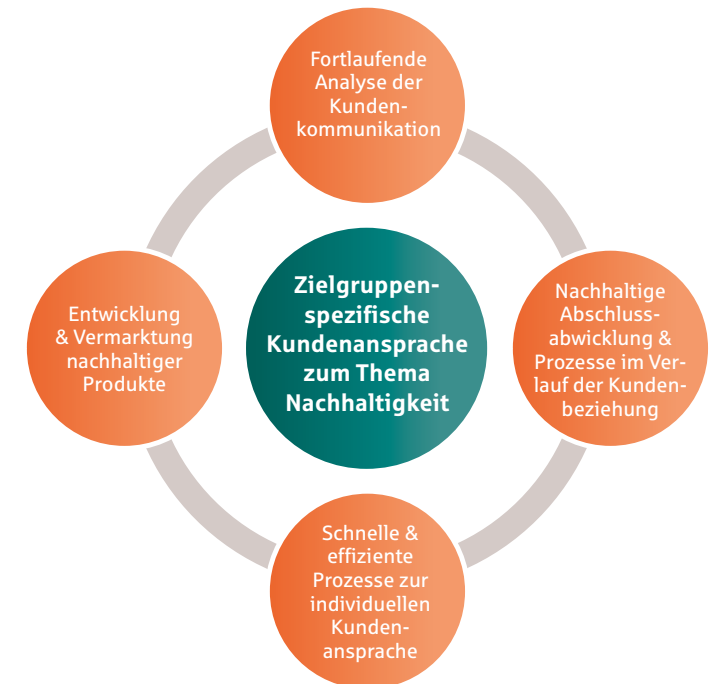 Fortlaufende
Analyse der
Kunden-
kommunikation
Zielgruppen-
spezifische
Kundenansprache
zum Thema
Nachhaltigkeit
Entwicklung
& Vermarktung
nachhaltiger
Produkte
Nachhaltige
Abschluss-
abwicklung &
Prozesse im Ver-
lauf der Kunden-
beziehung
Schnelle &
effiziente
Prozesse zur
individuellen
Kunden-
ansprache